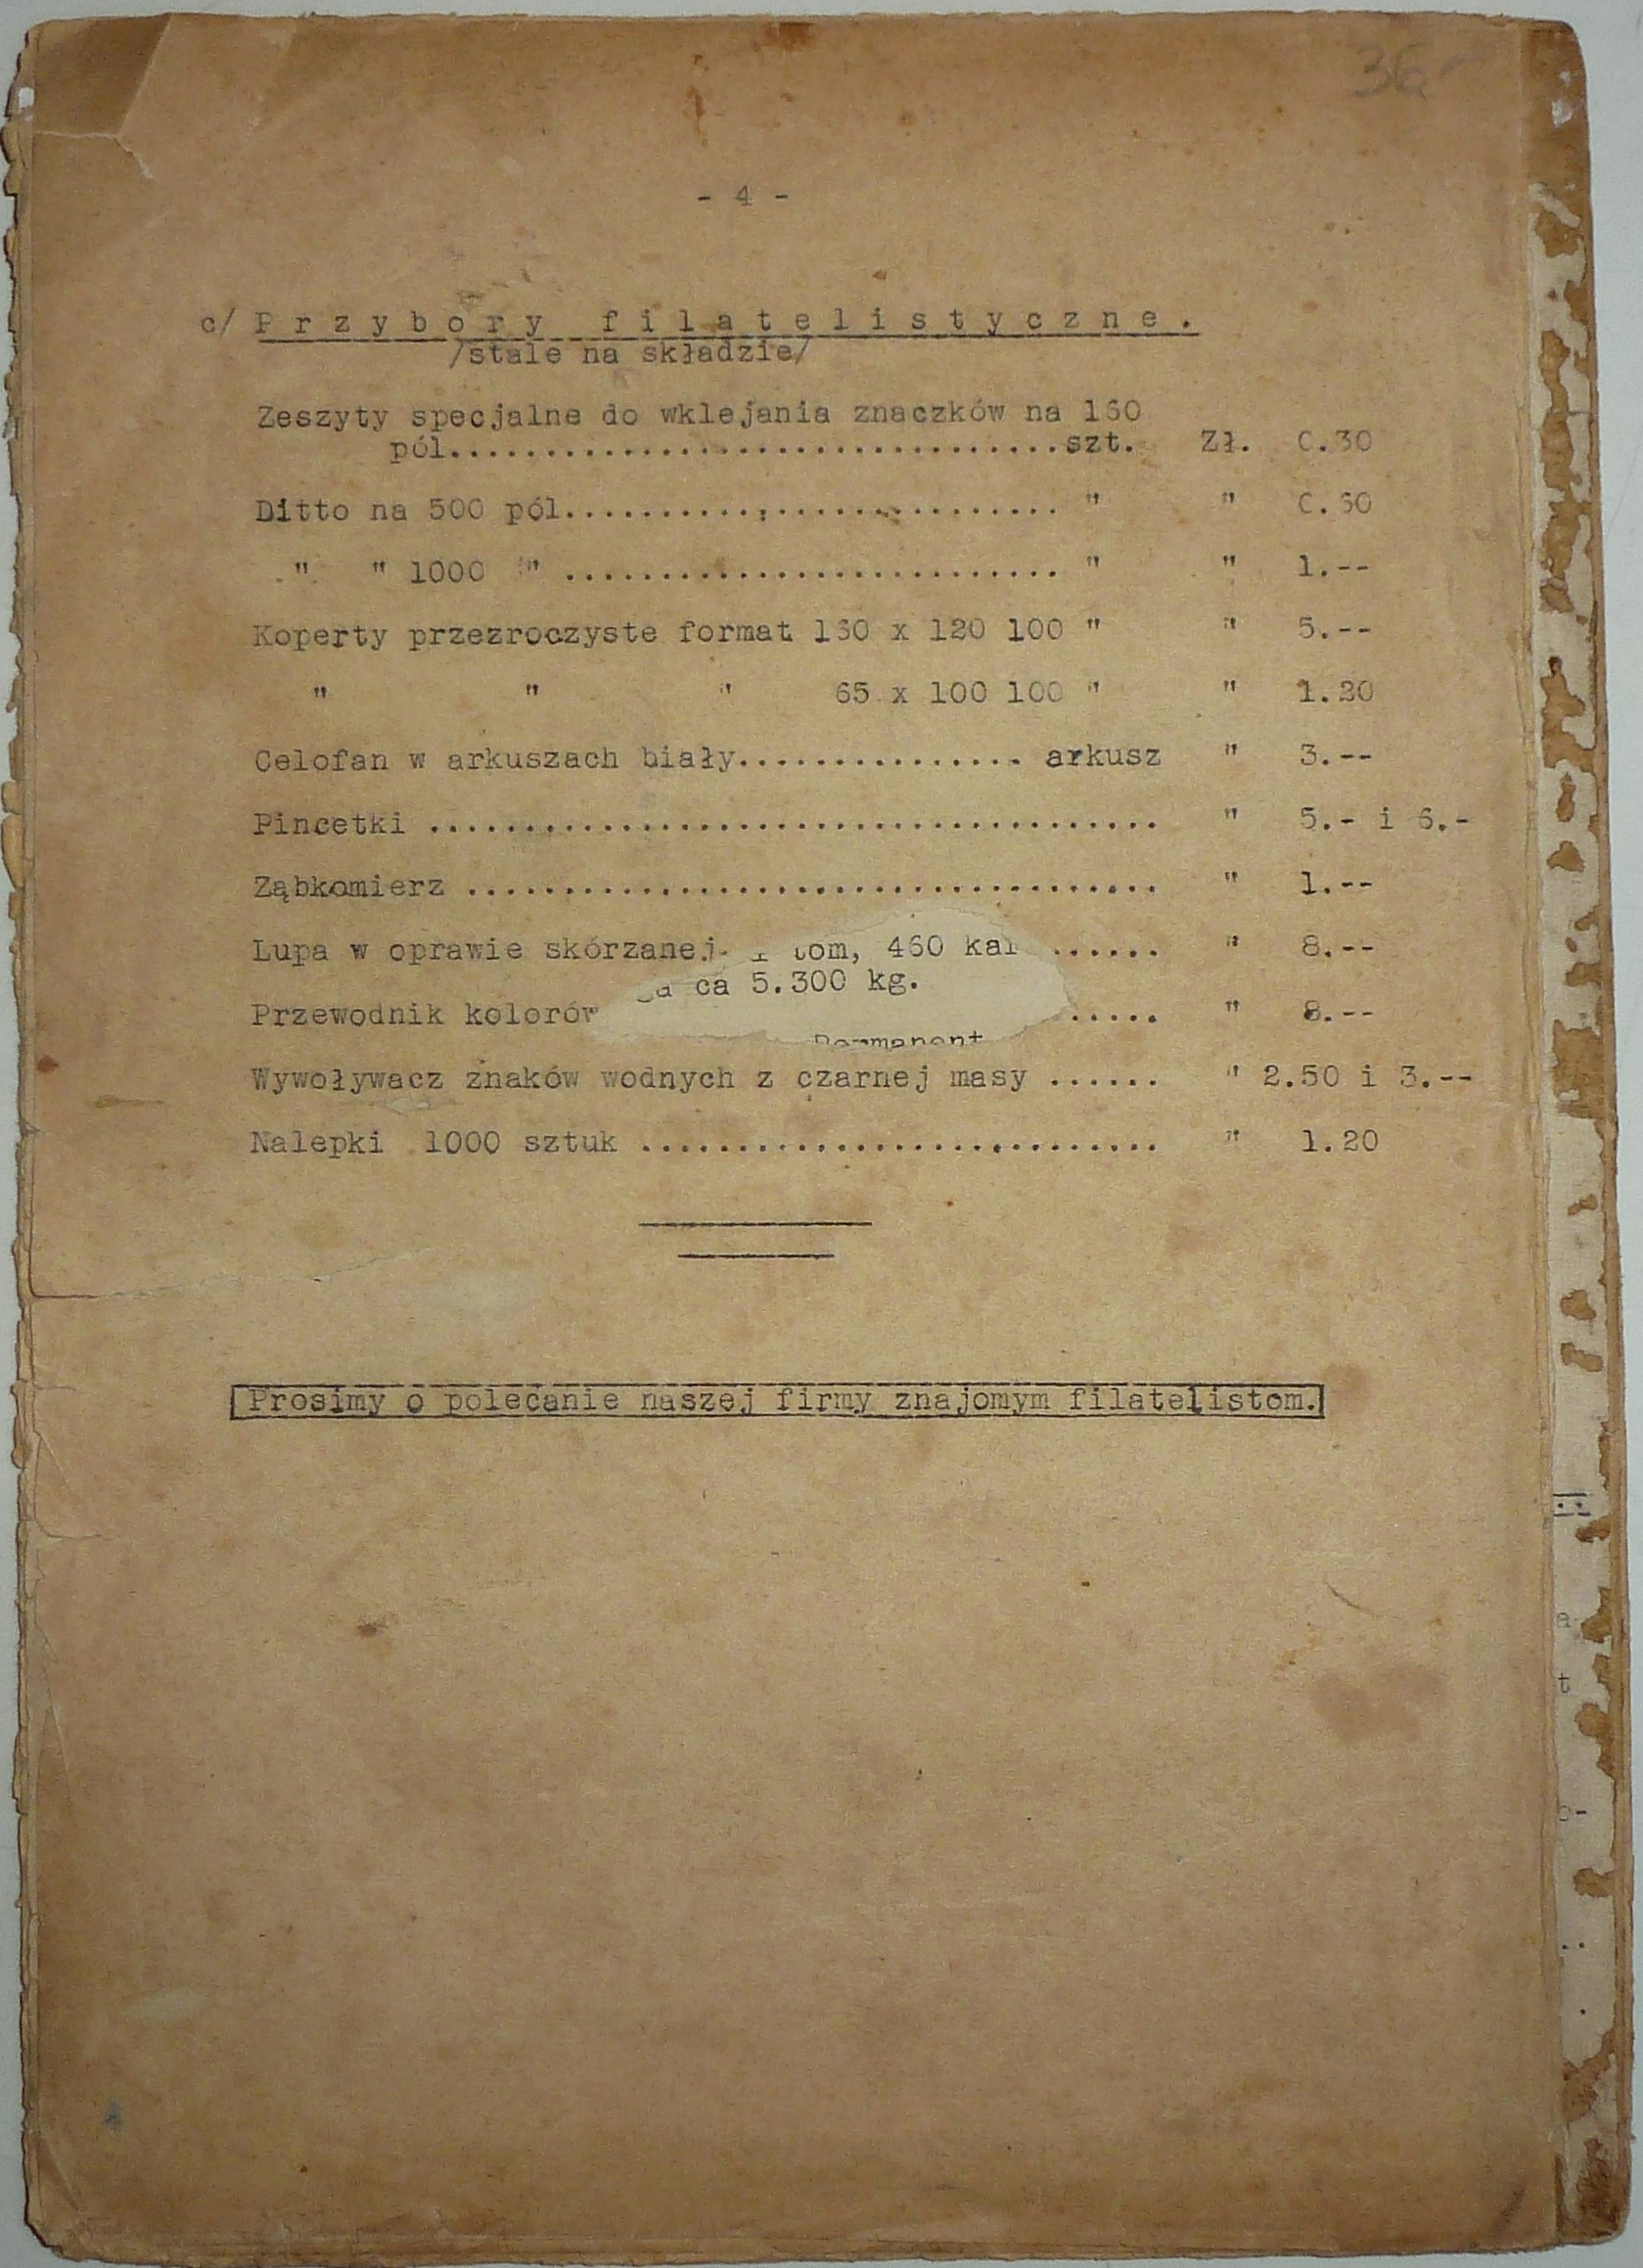 36.-
- 4 -
c/ P r z y b o r y   f i l a t e l i s t y c z n e .
/stale na składzie/
Zeszyty specjalne do wklejania znaczków na 160
pól................................szt. Zł. 0.30
Ditto na 500 pól.......................... " " 0.60
" " 1000 " .......................... " " 1.--
Koperty przezroczyste format 130 x 120 100 " " 5.--
" " " 65 x 100 100 " " 1.20
Celofan w arkuszach biały............... arkusz " 3.--
Pincetki ...................................... " 5.- i 6.-
Ząbkomierz .................................... " 1.--
Lupa w oprawie skórzanej tom, 460 ...... " 8.--
ca 5.300 kg.
Przewodnik kolorów ..... " 8.--
Permanent
Wywoływacz znaków wodnych z czarnej masy ...... " 2.50 i 3.--
Nalepki 1000 sztuk ........................... " 1.20
Prosimy o polecanie naszej firmy znajomym filatelistom.
a
t